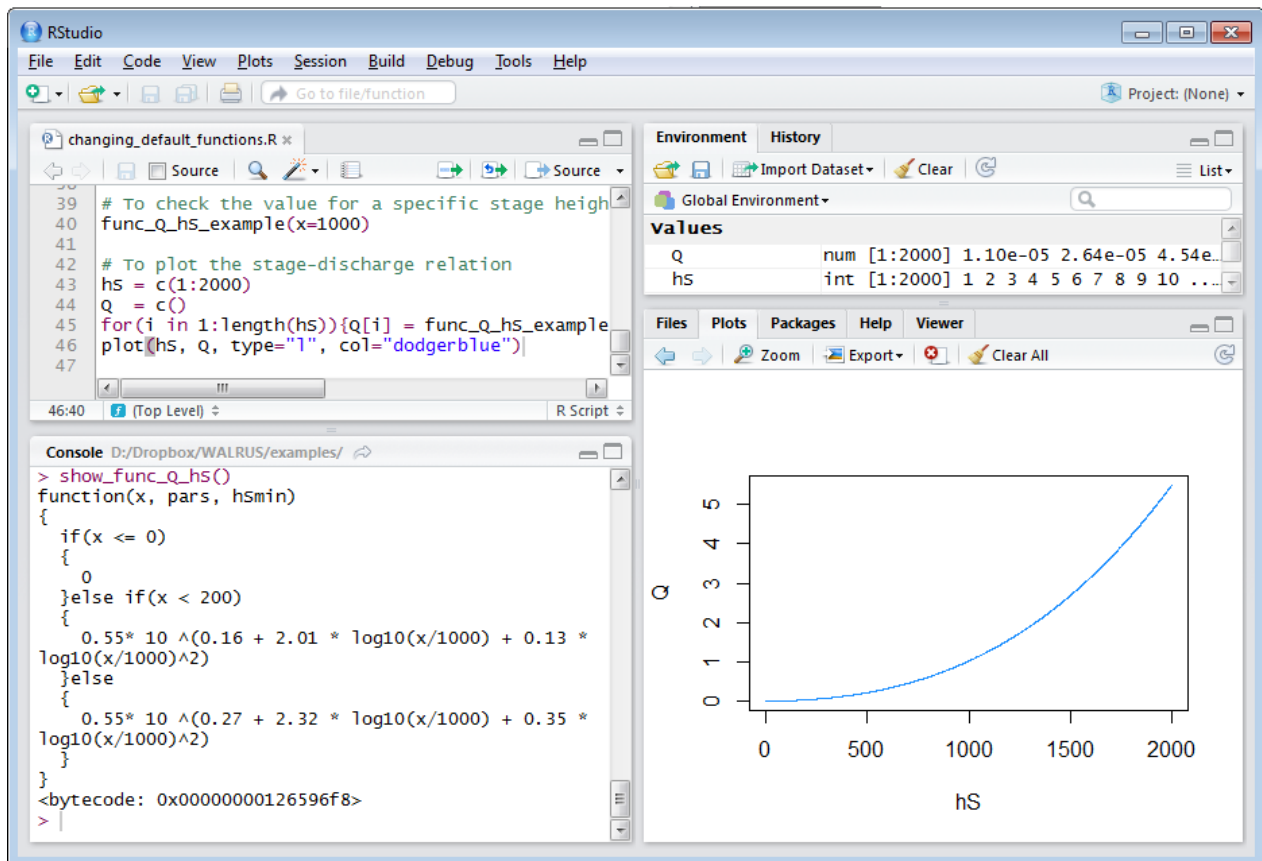 RStudio
File Edit Code View Plots Session Build Debug Tools Help
Go to file/function
Project: (None)
changing_default_functions.R
Source
Source
39 # To check the value for a specific stage heigh
40 func_Q_hS_example(x=1000)
41
42 # To plot the stage-discharge relation
43 hS = c(1:2000)
44 Q = c()
45 for(i in 1:length(hS)){Q[i] = func_Q_hS_example
46 plot(hS, Q, type="l", col="dodgerblue")
47
46:40 (Top Level) R Script
Console D:/Dropbox/WALRUS/examples/
> show_func_Q_hS()
function(x, pars, hSmin)
{
if(x <= 0)
{
0
}else if(x < 200)
{
0.55* 10 ^(0.16 + 2.01 * log10(x/1000) + 0.13 *
log10(x/1000)^2)
}else
{
0.55* 10 ^(0.27 + 2.32 * log10(x/1000) + 0.35 *
log10(x/1000)^2)
}
}
<bytecode: 0x00000000126596f8>
>
Environment History
Import Dataset Clear List
Global Environment
Values
Q num [1:2000] 1.10e-05 2.64e-05 4.54e…
hS int [1:2000] 1 2 3 4 5 6 7 8 9 10 ...…
Files Plots Packages Help Viewer
Zoom Export Clear All
5
4
3
2
1
0
Q
0 500 1000 1500 2000
hS